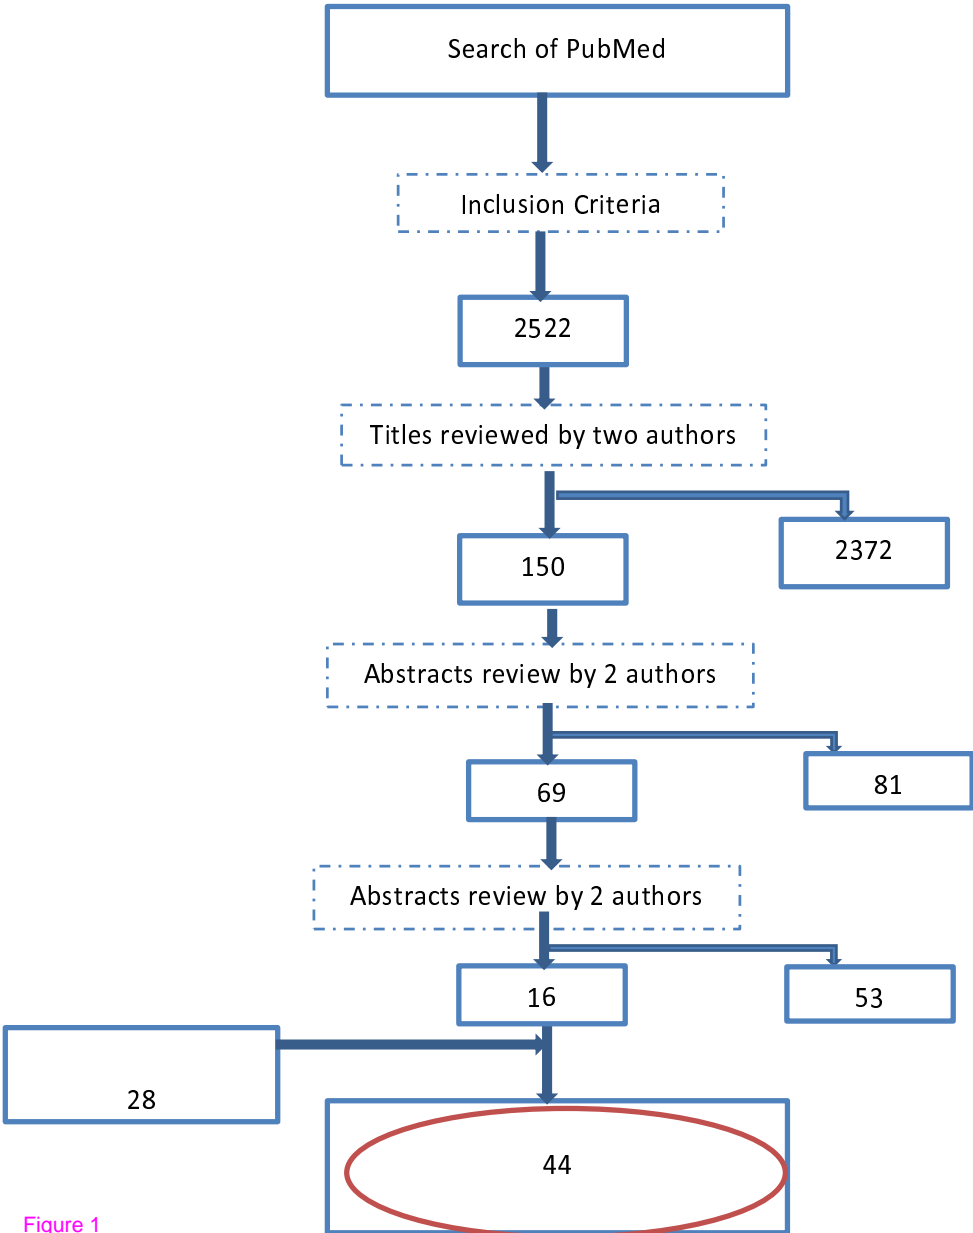 Search of PubMed
Inclusion Criteria
2522
Titles reviewed by two authors
2372
150
Abstracts review by 2 authors
81
69
Abstracts review by 2 authors
16
53
28
44
Figure 1